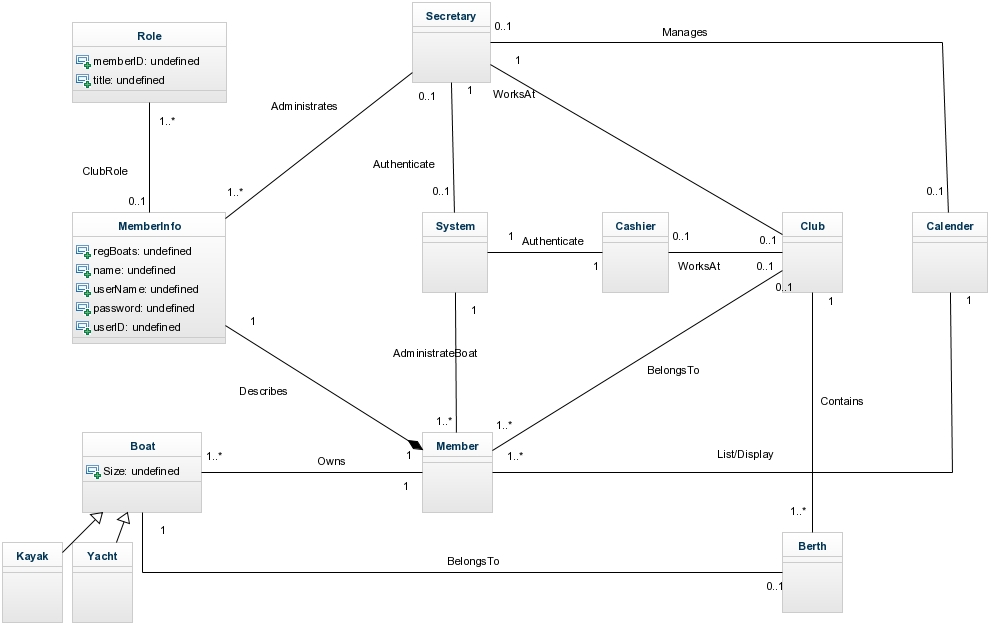 Secretary
0..1
Manages
Role
memberID: undefined
title: undefined
1
0..1
1
WorksAt
Administrates
1..*
Authenticate
ClubRole
1..*
0..1
0..1
0..1
MemberInfo
System
Cashier
Club
Calender
1
Authenticate
0..1
0..1
regBoats: undefined
name: undefined
1
WorksAt
0..1
userName: undefined
0..1
password: undefined
1
1
1
userID: undefined
1
AdministrateBoat
BelongsTo
Describes
Contains
1..*
1..*
Boat
Member
1..*
1
1..*
List/Display
Owns
Size: undefined
1
1..*
1
Kayak
Yacht
Berth
BelongsTo
0..1